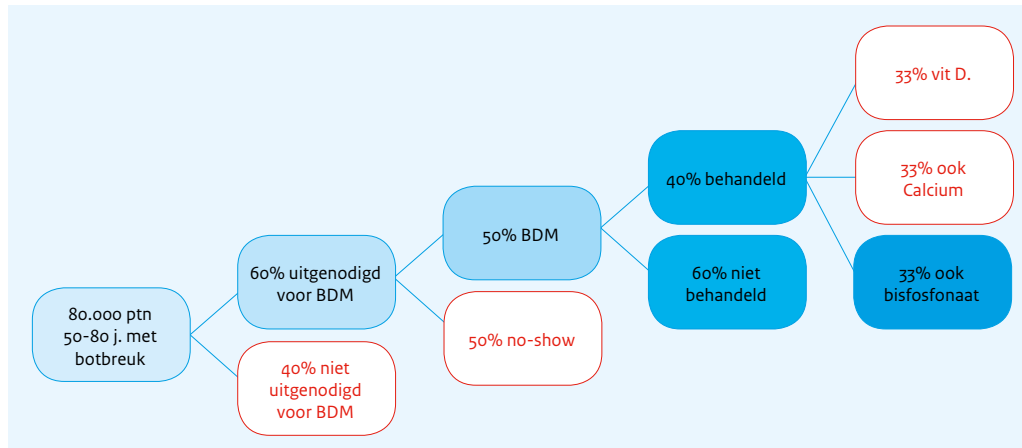 80.000 ptn
50-80 j. met
botbreuk
60% uitgenodigd
voor BDM
40% niet
uitgenodigd
voor BDM
50% BDM
50% no-show
40% behandeld
60% niet
behandeld
33% vit D.
33% ook
Calcium
33% ook
bisfosfonaat